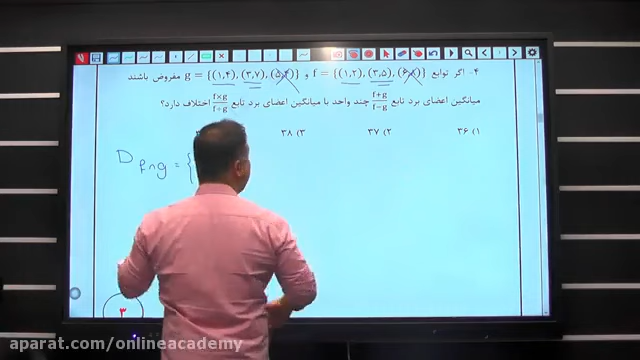 ۴- اگر توابع f = {(۱,۲),(۳,۵),(۶,۸)} و g = {(۱,۴),(۳,۷),(۵,۲)} مفروض باشند
میانگین اعضای برد تابع (f+g)/(f−g) چند واحد با میانگین اعضای برد تابع (f×g)/(f÷g) اختلاف دارد؟
۱) ۳۶ ۲) ۳۷ ۳) ۳۸
D f∩g = {
۳
aparat.com/onlineacademy